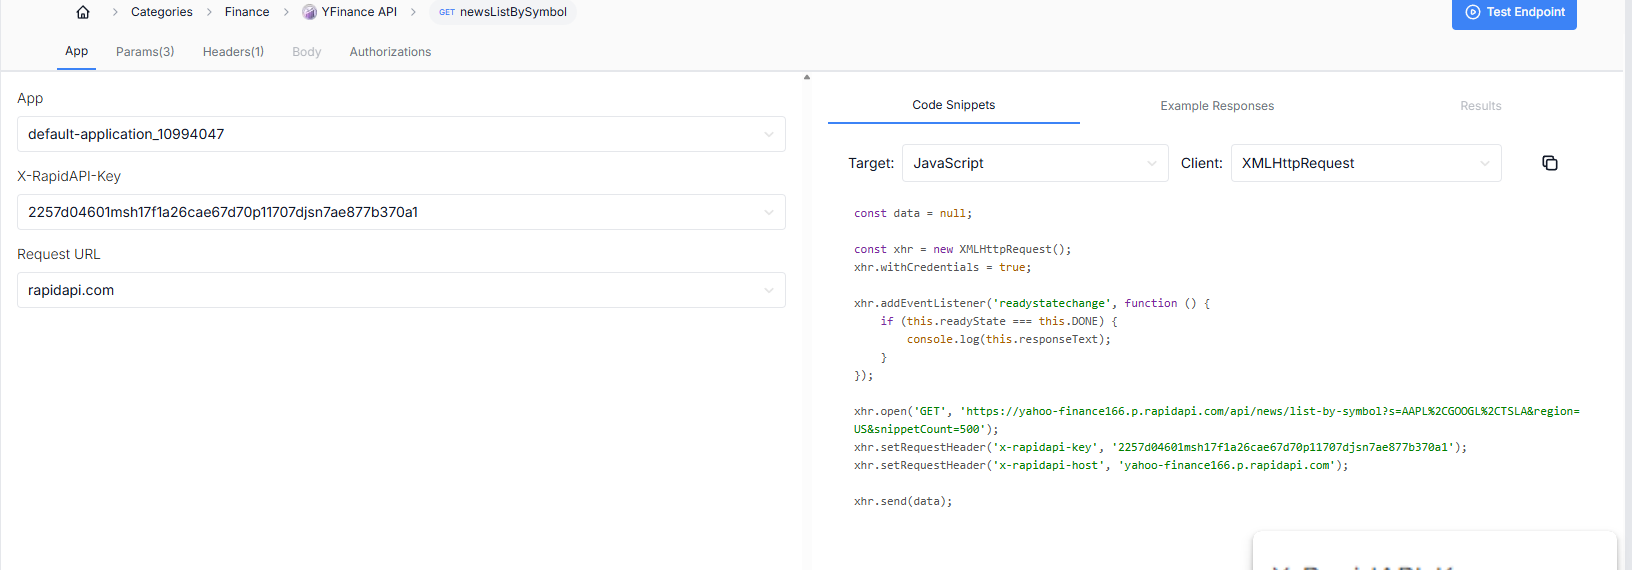 Categories
Finance
YFinance API
GET newsListBySymbol
Test Endpoint
App
Params(3)
Headers(1)
Body
Authorizations
App
default-application_10994047
X-RapidAPI-Key
2257d04601msh17f1a26cae67d70p11707djsn7ae877b370a1
Request URL
rapidapi.com
Code Snippets
Example Responses
Results
Target:
JavaScript
Client:
XMLHttpRequest
const data = null;
const xhr = new XMLHttpRequest();
xhr.withCredentials = true;
xhr.addEventListener('readystatechange', function () {
    if (this.readyState === this.DONE) {
        console.log(this.responseText);
    }
});
xhr.open('GET', 'https://yahoo-finance166.p.rapidapi.com/api/news/list-by-symbol?s=AAPL%2CGOOGL%2CTSLA&region=
US&snippetCount=500');
xhr.setRequestHeader('x-rapidapi-key', '2257d04601msh17f1a26cae67d70p11707djsn7ae877b370a1');
xhr.setRequestHeader('x-rapidapi-host', 'yahoo-finance166.p.rapidapi.com');
xhr.send(data);